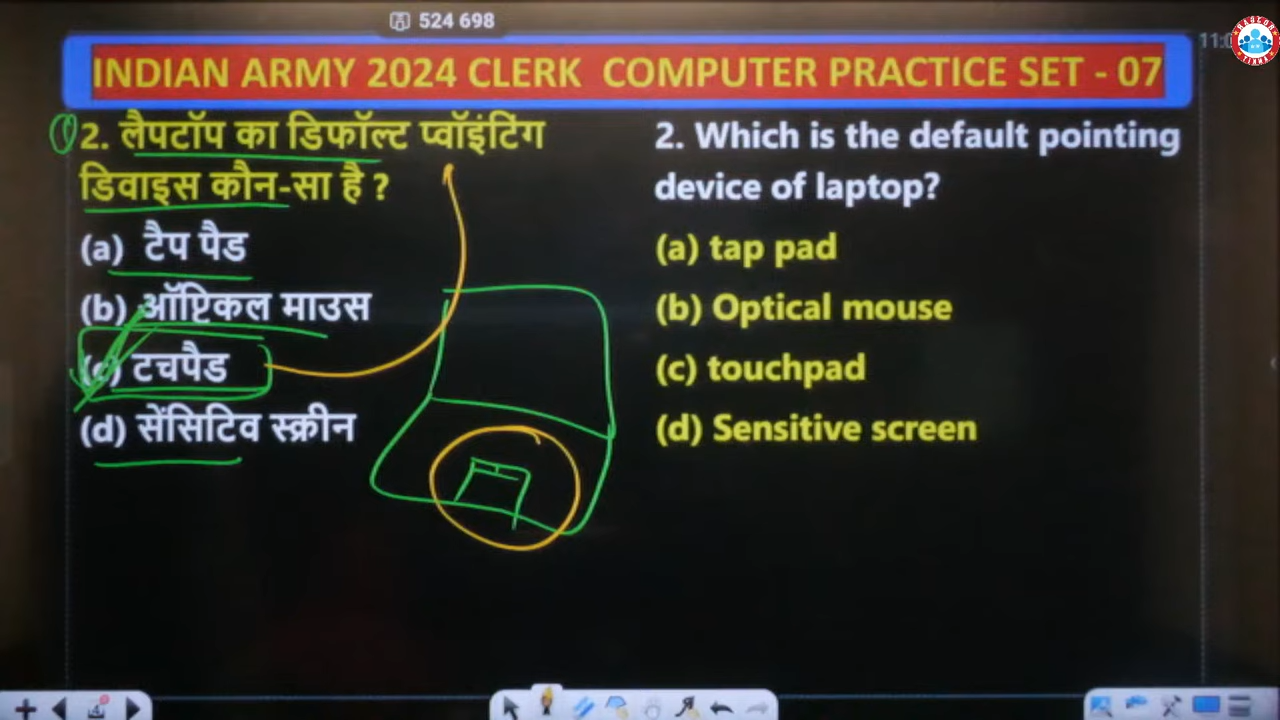 524 698
INDIAN ARMY 2024 CLERK COMPUTER PRACTICE SET - 07
2. लैपटॉप का डिफॉल्ट प्वॉइंटिंग
डिवाइस कौन-सा है ?
(a) टैप पैड
(b) ऑप्टिकल माउस
(c) टचपैड
(d) सेंसिटिव स्क्रीन
2. Which is the default pointing
device of laptop?
(a) tap pad
(b) Optical mouse
(c) touchpad
(d) Sensitive screen